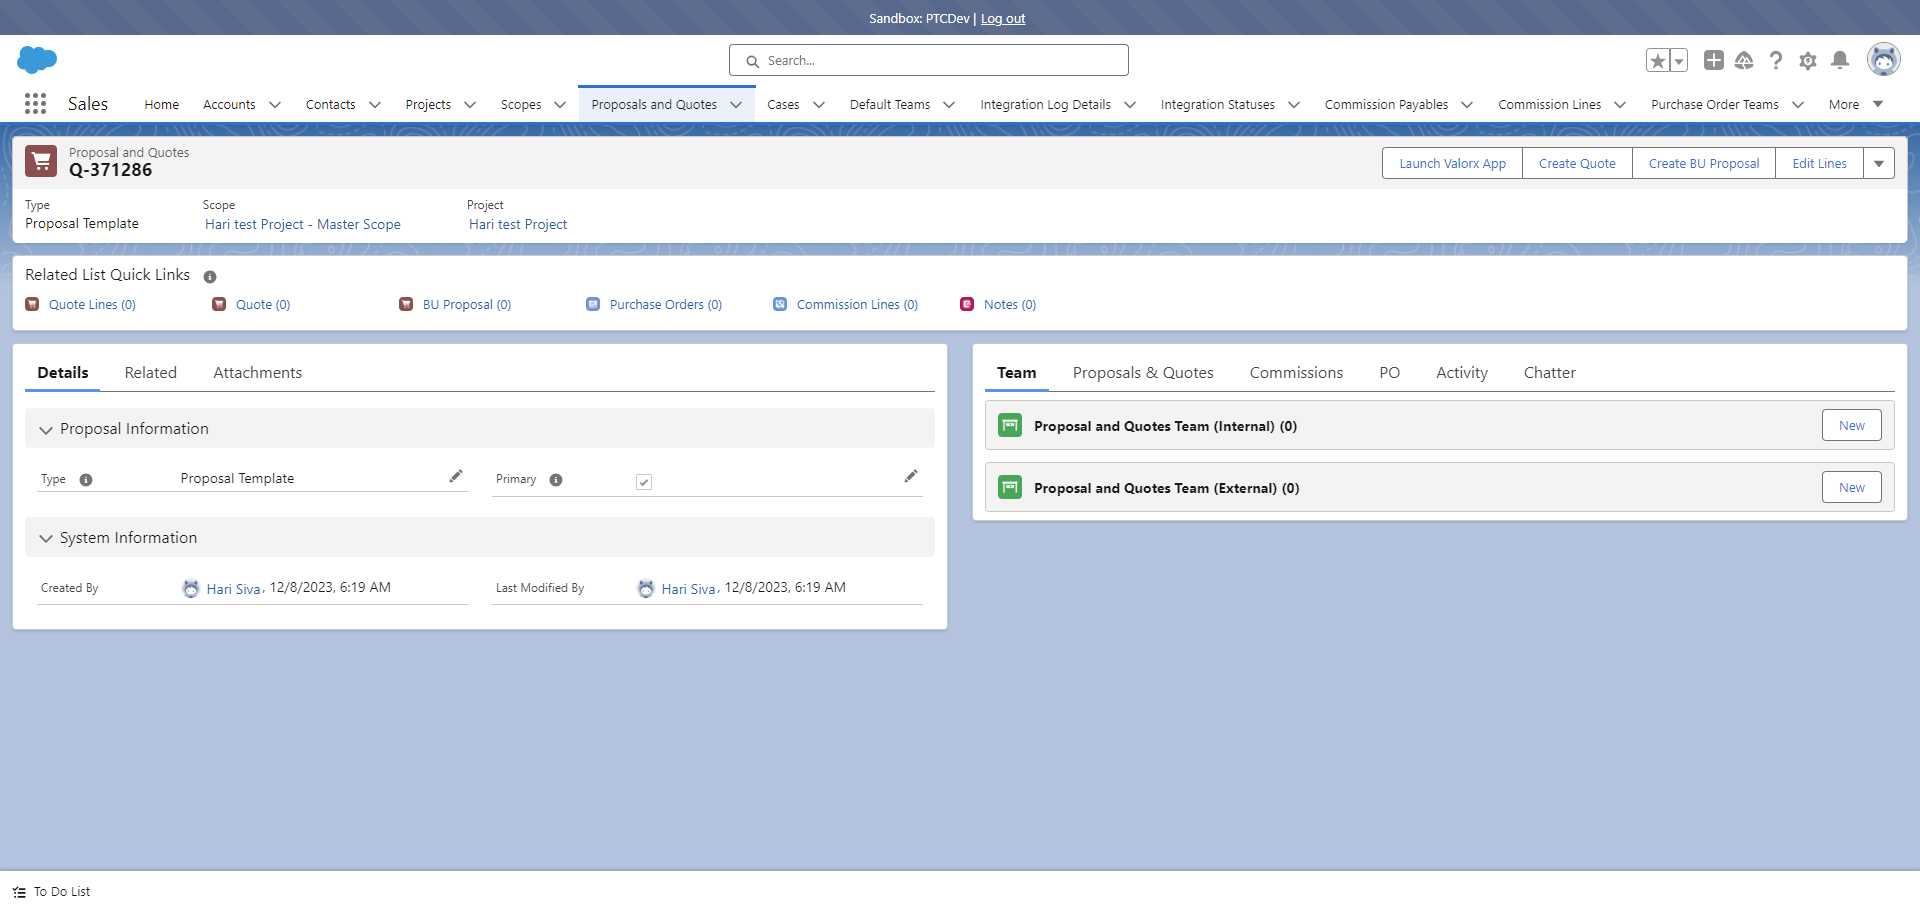 Sandbox: PTCDev | Log out
Search...
Sales Home Accounts Contacts Projects Scopes Proposals and Quotes Cases Default Teams Integration Log Details Integration Statuses Commission Payables Commission Lines Purchase Order Teams More
Proposal and Quotes
Q-371286
Launch Valorx App Create Quote Create BU Proposal Edit Lines
Type Scope Project
Proposal Template Hari test Project - Master Scope Hari test Project
Related List Quick Links
Quote Lines (0) Quote (0) BU Proposal (0) Purchase Orders (0) Commission Lines (0) Notes (0)
Details Related Attachments
Proposal Information
Type Proposal Template Primary
System Information
Created By Hari Siva, 12/8/2023, 6:19 AM Last Modified By Hari Siva, 12/8/2023, 6:19 AM
Team Proposals & Quotes Commissions PO Activity Chatter
Proposal and Quotes Team (Internal) (0) New
Proposal and Quotes Team (External) (0) New
To Do List